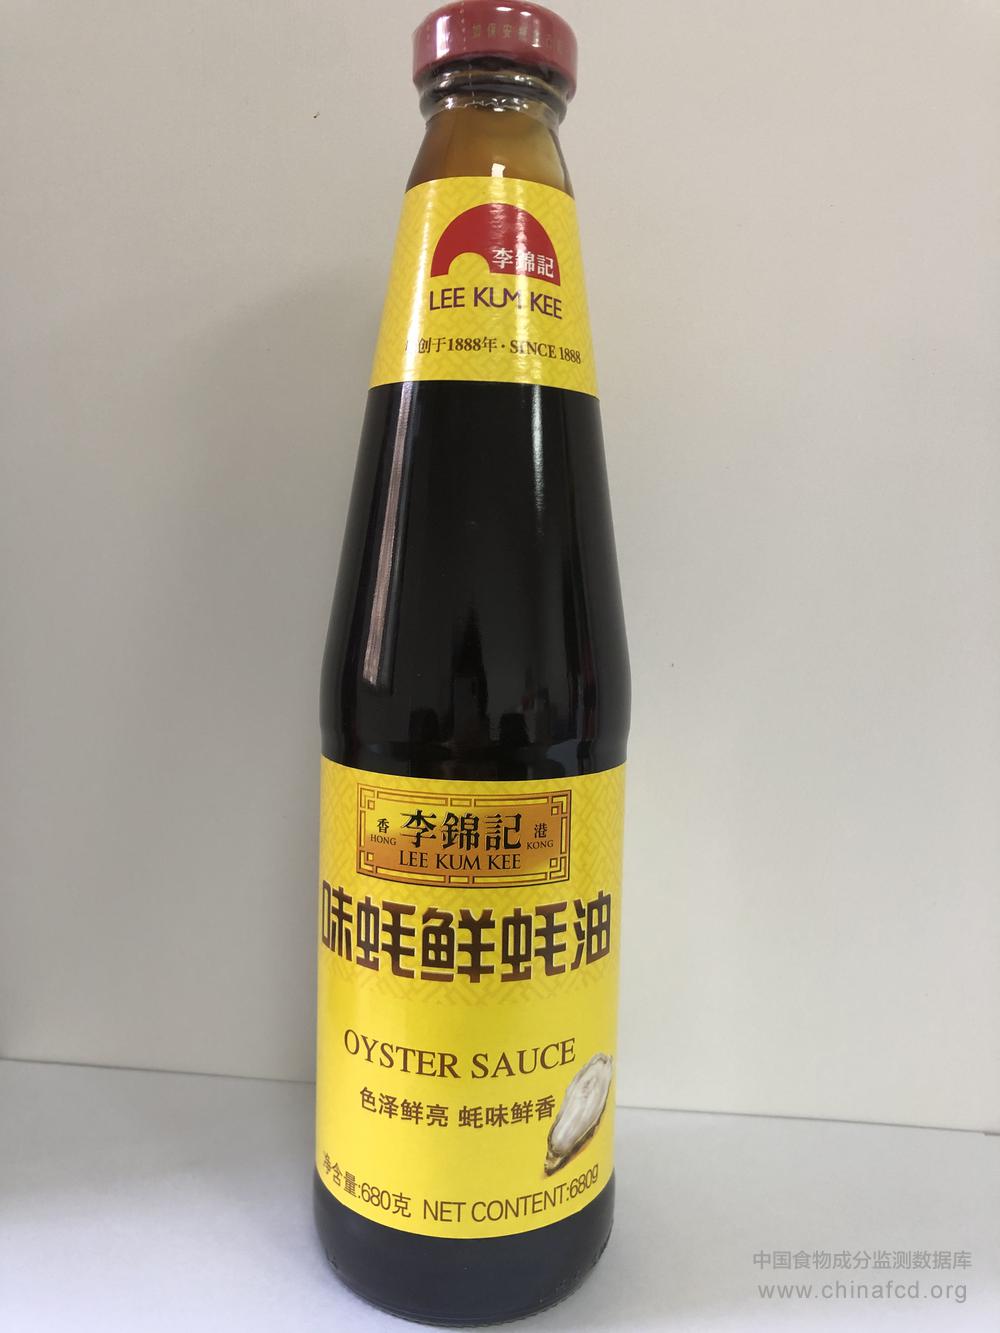 李錦記
LEE KUM KEE
创于1888年·SINCE 1888
香 李錦記 港
HONG LEE KUM KEE KONG
味蚝鲜蚝油
OYSTER SAUCE
色泽鲜亮 蚝味鲜香
净含量:680克 NET CONTENT:680g
中国食物成分监测数据库
www.chinafcd.org